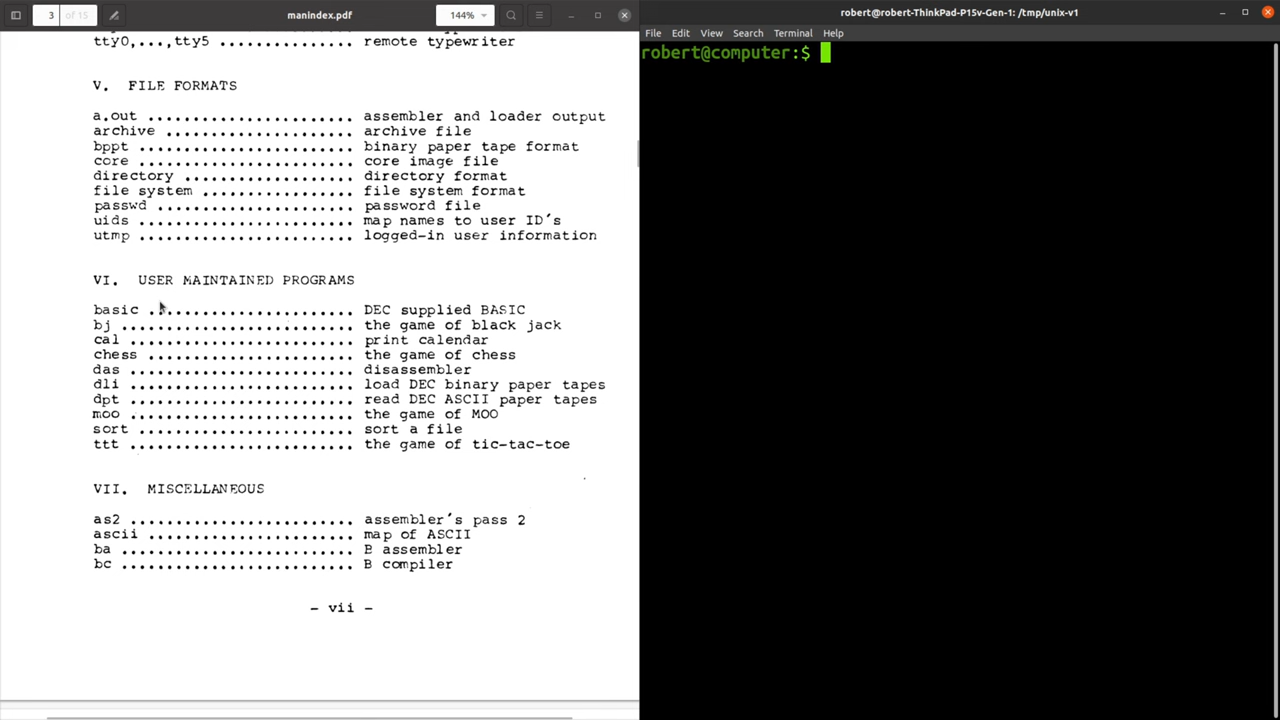 3 of 15
manindex.pdf
144%
robert@robert-ThinkPad-P15v-Gen-1: /tmp/unix-v1
File Edit View Search Terminal Help
robert@computer:$
tty0,...,tty5 ............... remote typewriter
V. FILE FORMATS
a.out ....................... assembler and loader output
archive ..................... archive file
bppt ........................ binary paper tape format
core ........................ core image file
directory ................... directory format
file system ................. file system format
passwd ...................... password file
uids ........................ map names to user ID's
utmp ........................ logged-in user information
VI. USER MAINTAINED PROGRAMS
basic ....................... DEC supplied BASIC
bj .......................... the game of black jack
cal ......................... print calendar
chess ....................... the game of chess
das ......................... disassembler
dli ......................... load DEC binary paper tapes
dpt ......................... read DEC ASCII paper tapes
moo ......................... the game of MOO
sort ........................ sort a file
ttt ......................... the game of tic-tac-toe
VII. MISCELLANEOUS
as2 ......................... assembler's pass 2
ascii ....................... map of ASCII
ba .......................... B assembler
bc .......................... B compiler
- vii -